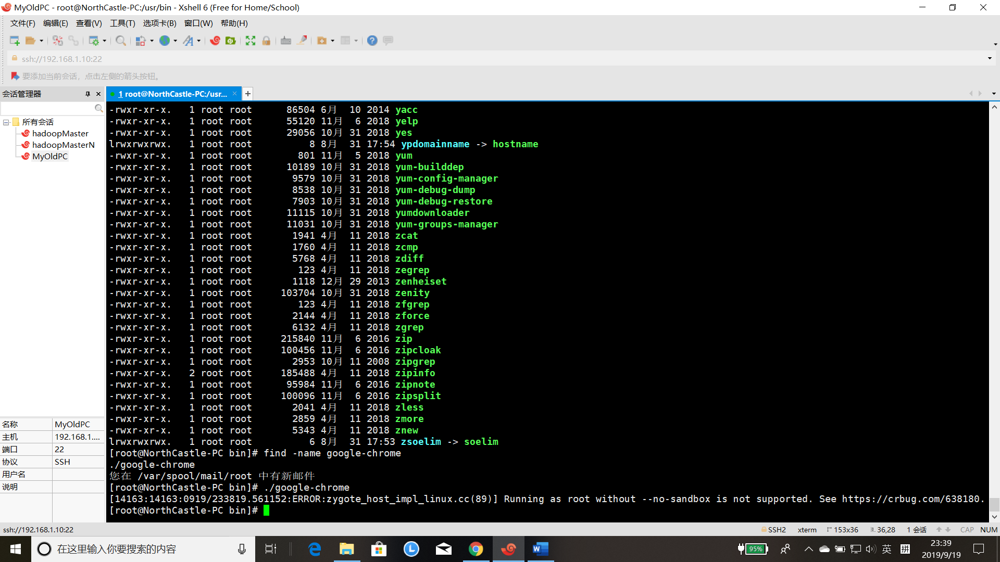 MyOldPC - root@NorthCastle-PC:/usr/bin - Xshell 6 (Free for Home/School)
文件(F) 编辑(E) 查看(V) 工具(T) 选项卡(B) 窗口(W) 帮助(H)
ssh://192.168.1.10:22
要添加当前会话，点击左侧的箭头按钮。
会话管理器
1 root@NorthCastle-PC:/usr... × +
所有会话
hadoopMaster
hadoopMasterN
MyOldPC
名称 MyOldPC
主机 192.168.1....
端口 22
协议 SSH
用户名
说明
-rwxr-xr-x. 1 root root 86504 6月 10 2014 yacc
-rwxr-xr-x. 1 root root 55120 11月 6 2018 yelp
-rwxr-xr-x. 1 root root 29056 10月 31 2018 yes
lrwxrwxrwx. 1 root root 8 8月 31 17:54 ypdomainname -> hostname
-rwxr-xr-x. 1 root root 801 11月 5 2018 yum
-rwxr-xr-x. 1 root root 10189 10月 31 2018 yum-builddep
-rwxr-xr-x. 1 root root 9579 10月 31 2018 yum-config-manager
-rwxr-xr-x. 1 root root 8538 10月 31 2018 yum-debug-dump
-rwxr-xr-x. 1 root root 7903 10月 31 2018 yum-debug-restore
-rwxr-xr-x. 1 root root 11115 10月 31 2018 yumdownloader
-rwxr-xr-x. 1 root root 11031 10月 31 2018 yum-groups-manager
-rwxr-xr-x. 1 root root 1941 4月 11 2018 zcat
-rwxr-xr-x. 1 root root 1760 4月 11 2018 zcmp
-rwxr-xr-x. 1 root root 5768 4月 11 2018 zdiff
-rwxr-xr-x. 1 root root 123 4月 11 2018 zegrep
-rwxr-xr-x. 1 root root 1118 12月 29 2013 zenheiset
-rwxr-xr-x. 1 root root 103704 10月 31 2018 zenity
-rwxr-xr-x. 1 root root 123 4月 11 2018 zfgrep
-rwxr-xr-x. 1 root root 2144 4月 11 2018 zforce
-rwxr-xr-x. 1 root root 6132 4月 11 2018 zgrep
-rwxr-xr-x. 1 root root 215840 11月 6 2016 zip
-rwxr-xr-x. 1 root root 100456 11月 6 2016 zipcloak
-rwxr-xr-x. 1 root root 2953 10月 11 2008 zipgrep
-rwxr-xr-x. 2 root root 185488 4月 11 2018 zipinfo
-rwxr-xr-x. 1 root root 95984 11月 6 2016 zipnote
-rwxr-xr-x. 1 root root 100096 11月 6 2016 zipsplit
-rwxr-xr-x. 1 root root 2041 4月 11 2018 zless
-rwxr-xr-x. 1 root root 2859 4月 11 2018 zmore
-rwxr-xr-x. 1 root root 5343 4月 11 2018 znew
lrwxrwxrwx. 1 root root 6 8月 31 17:53 zsoelim -> soelim
[root@NorthCastle-PC bin]# find -name google-chrome
./google-chrome
您在 /var/spool/mail/root 中有新邮件
[root@NorthCastle-PC bin]# ./google-chrome
[14163:14163:0919/233819.561152:ERROR:zygote_host_impl_linux.cc(89)] Running as root without --no-sandbox is not supported. See https://crbug.com/638180.
[root@NorthCastle-PC bin]#
ssh://192.168.1.10:22 SSH2 xterm 153x36 36,28 1 会话 CAP NUM
在这里输入你要搜索的内容
95%
英
拼
23:39
2019/9/19